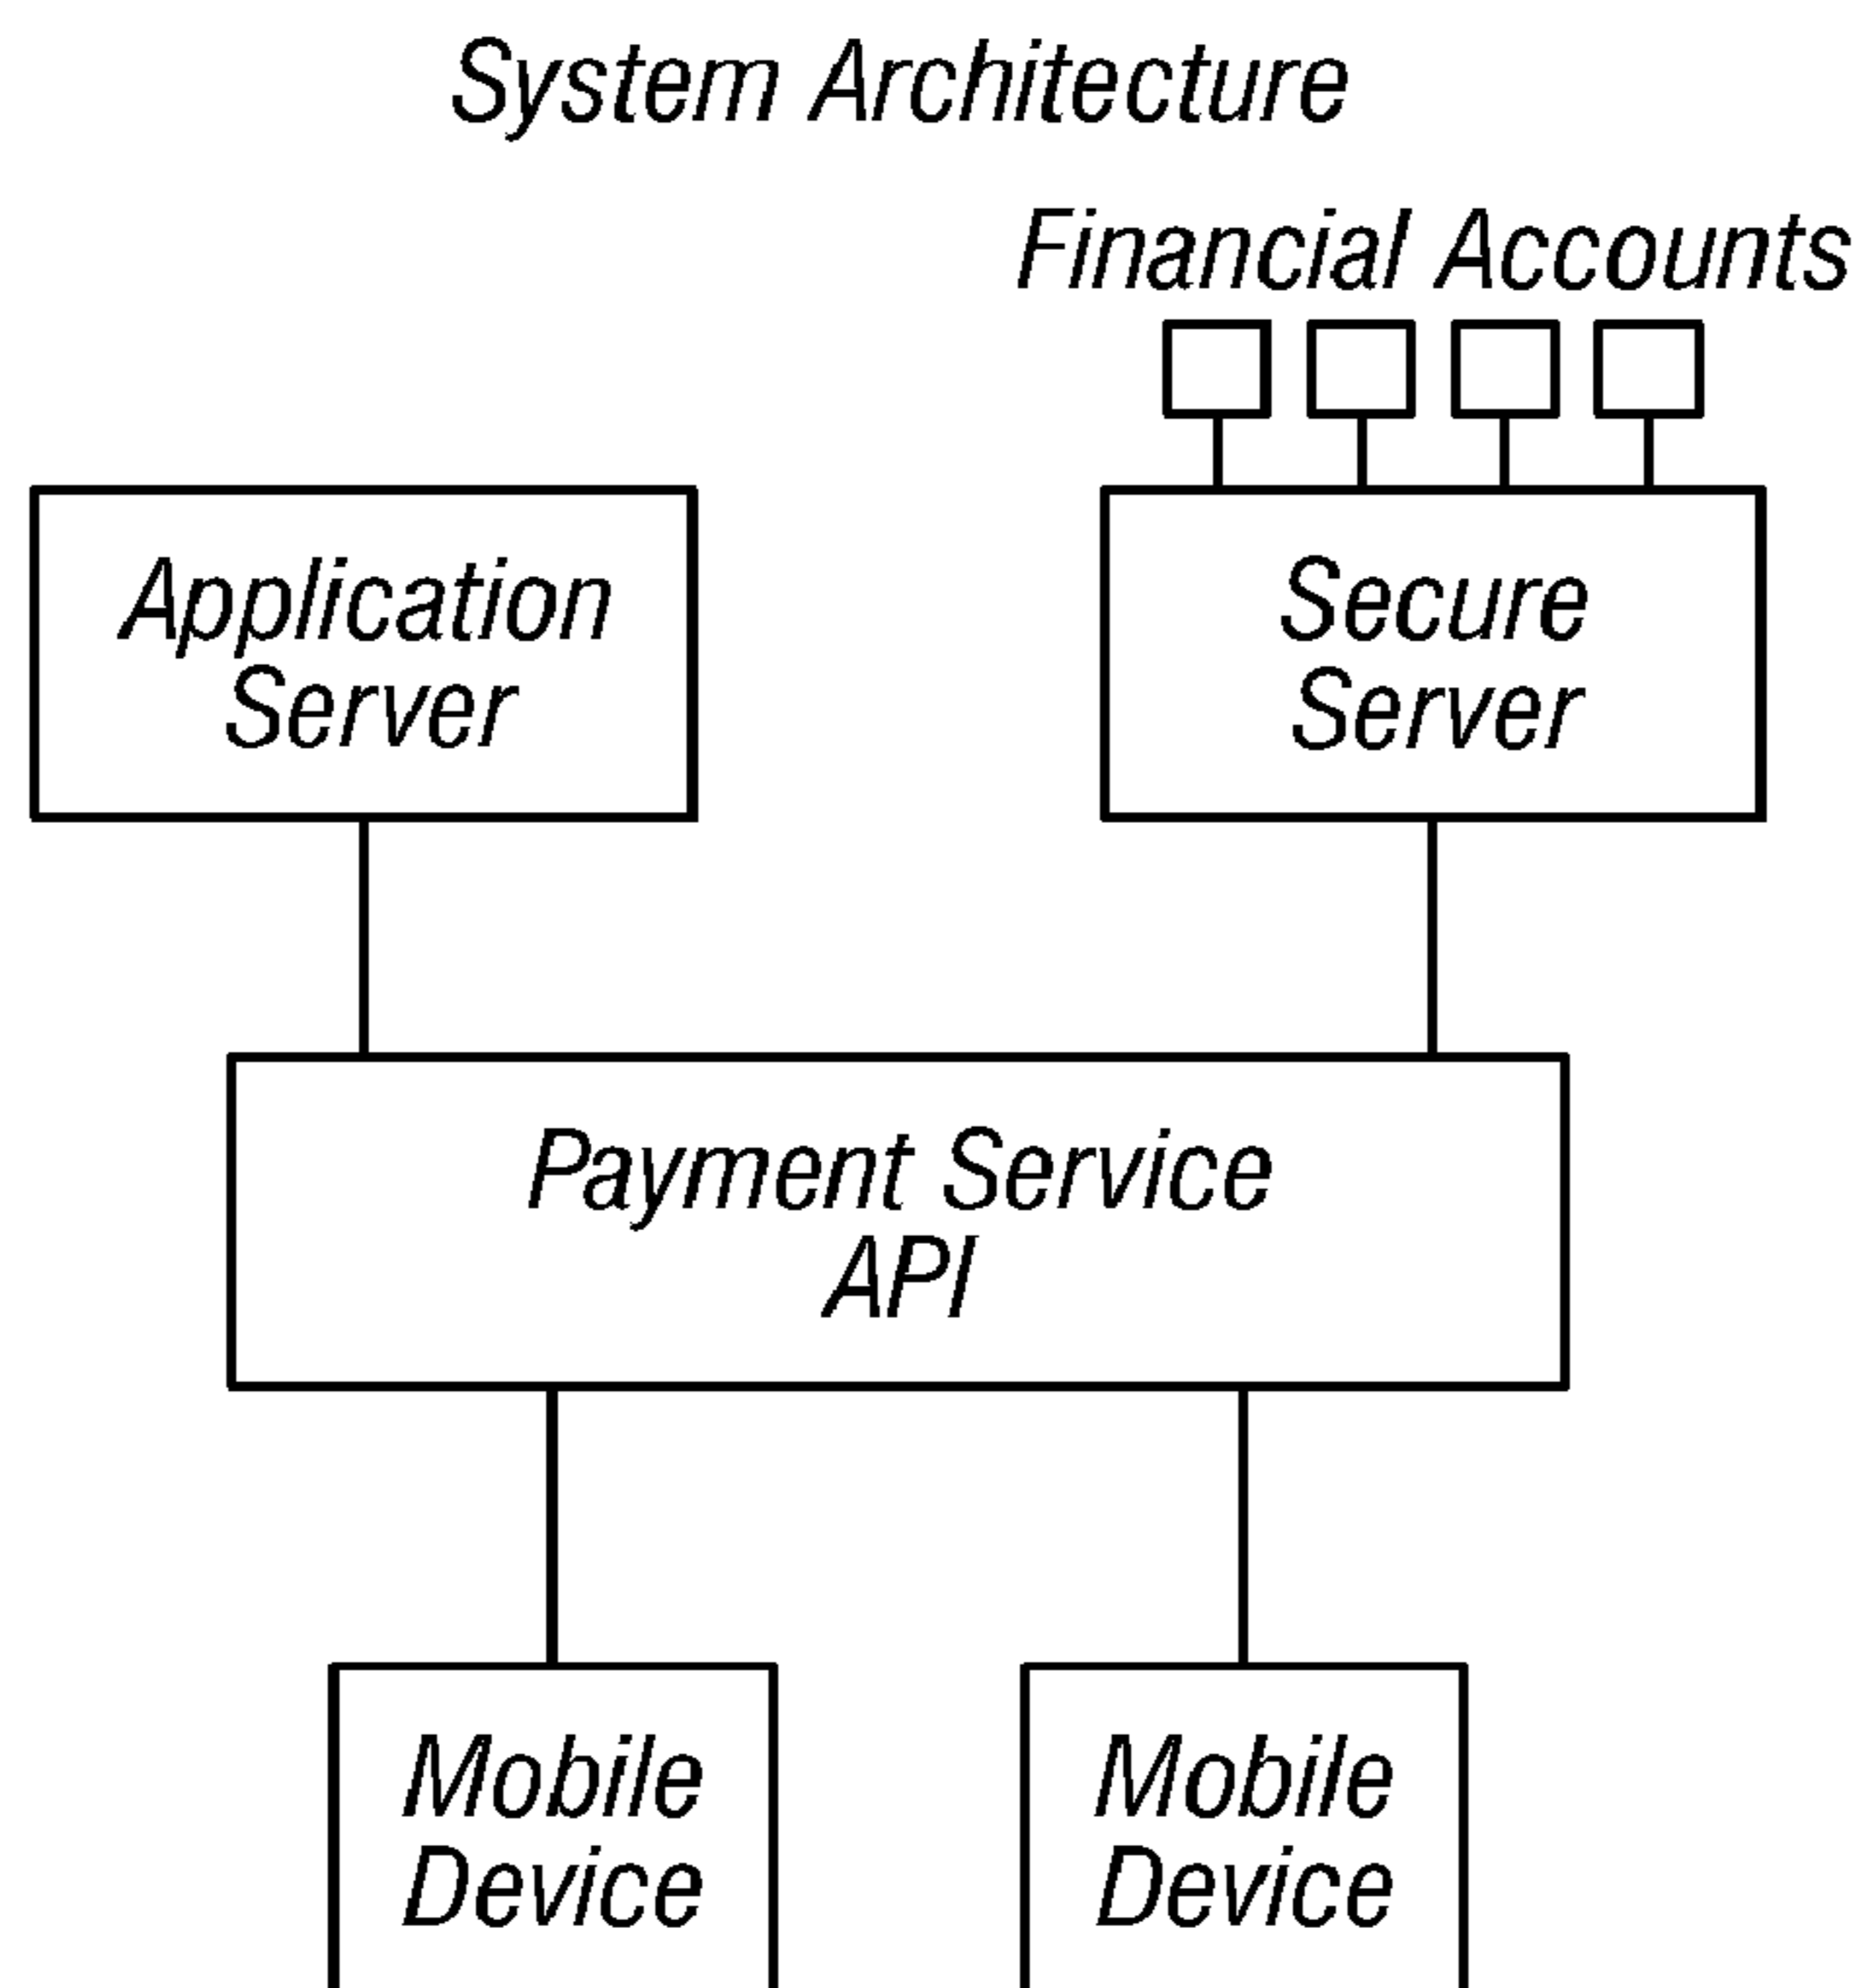 System Architecture
Financial Accounts
Application
Server
Secure
Server
Payment Service
API
Mobile
Device
Mobile
Device